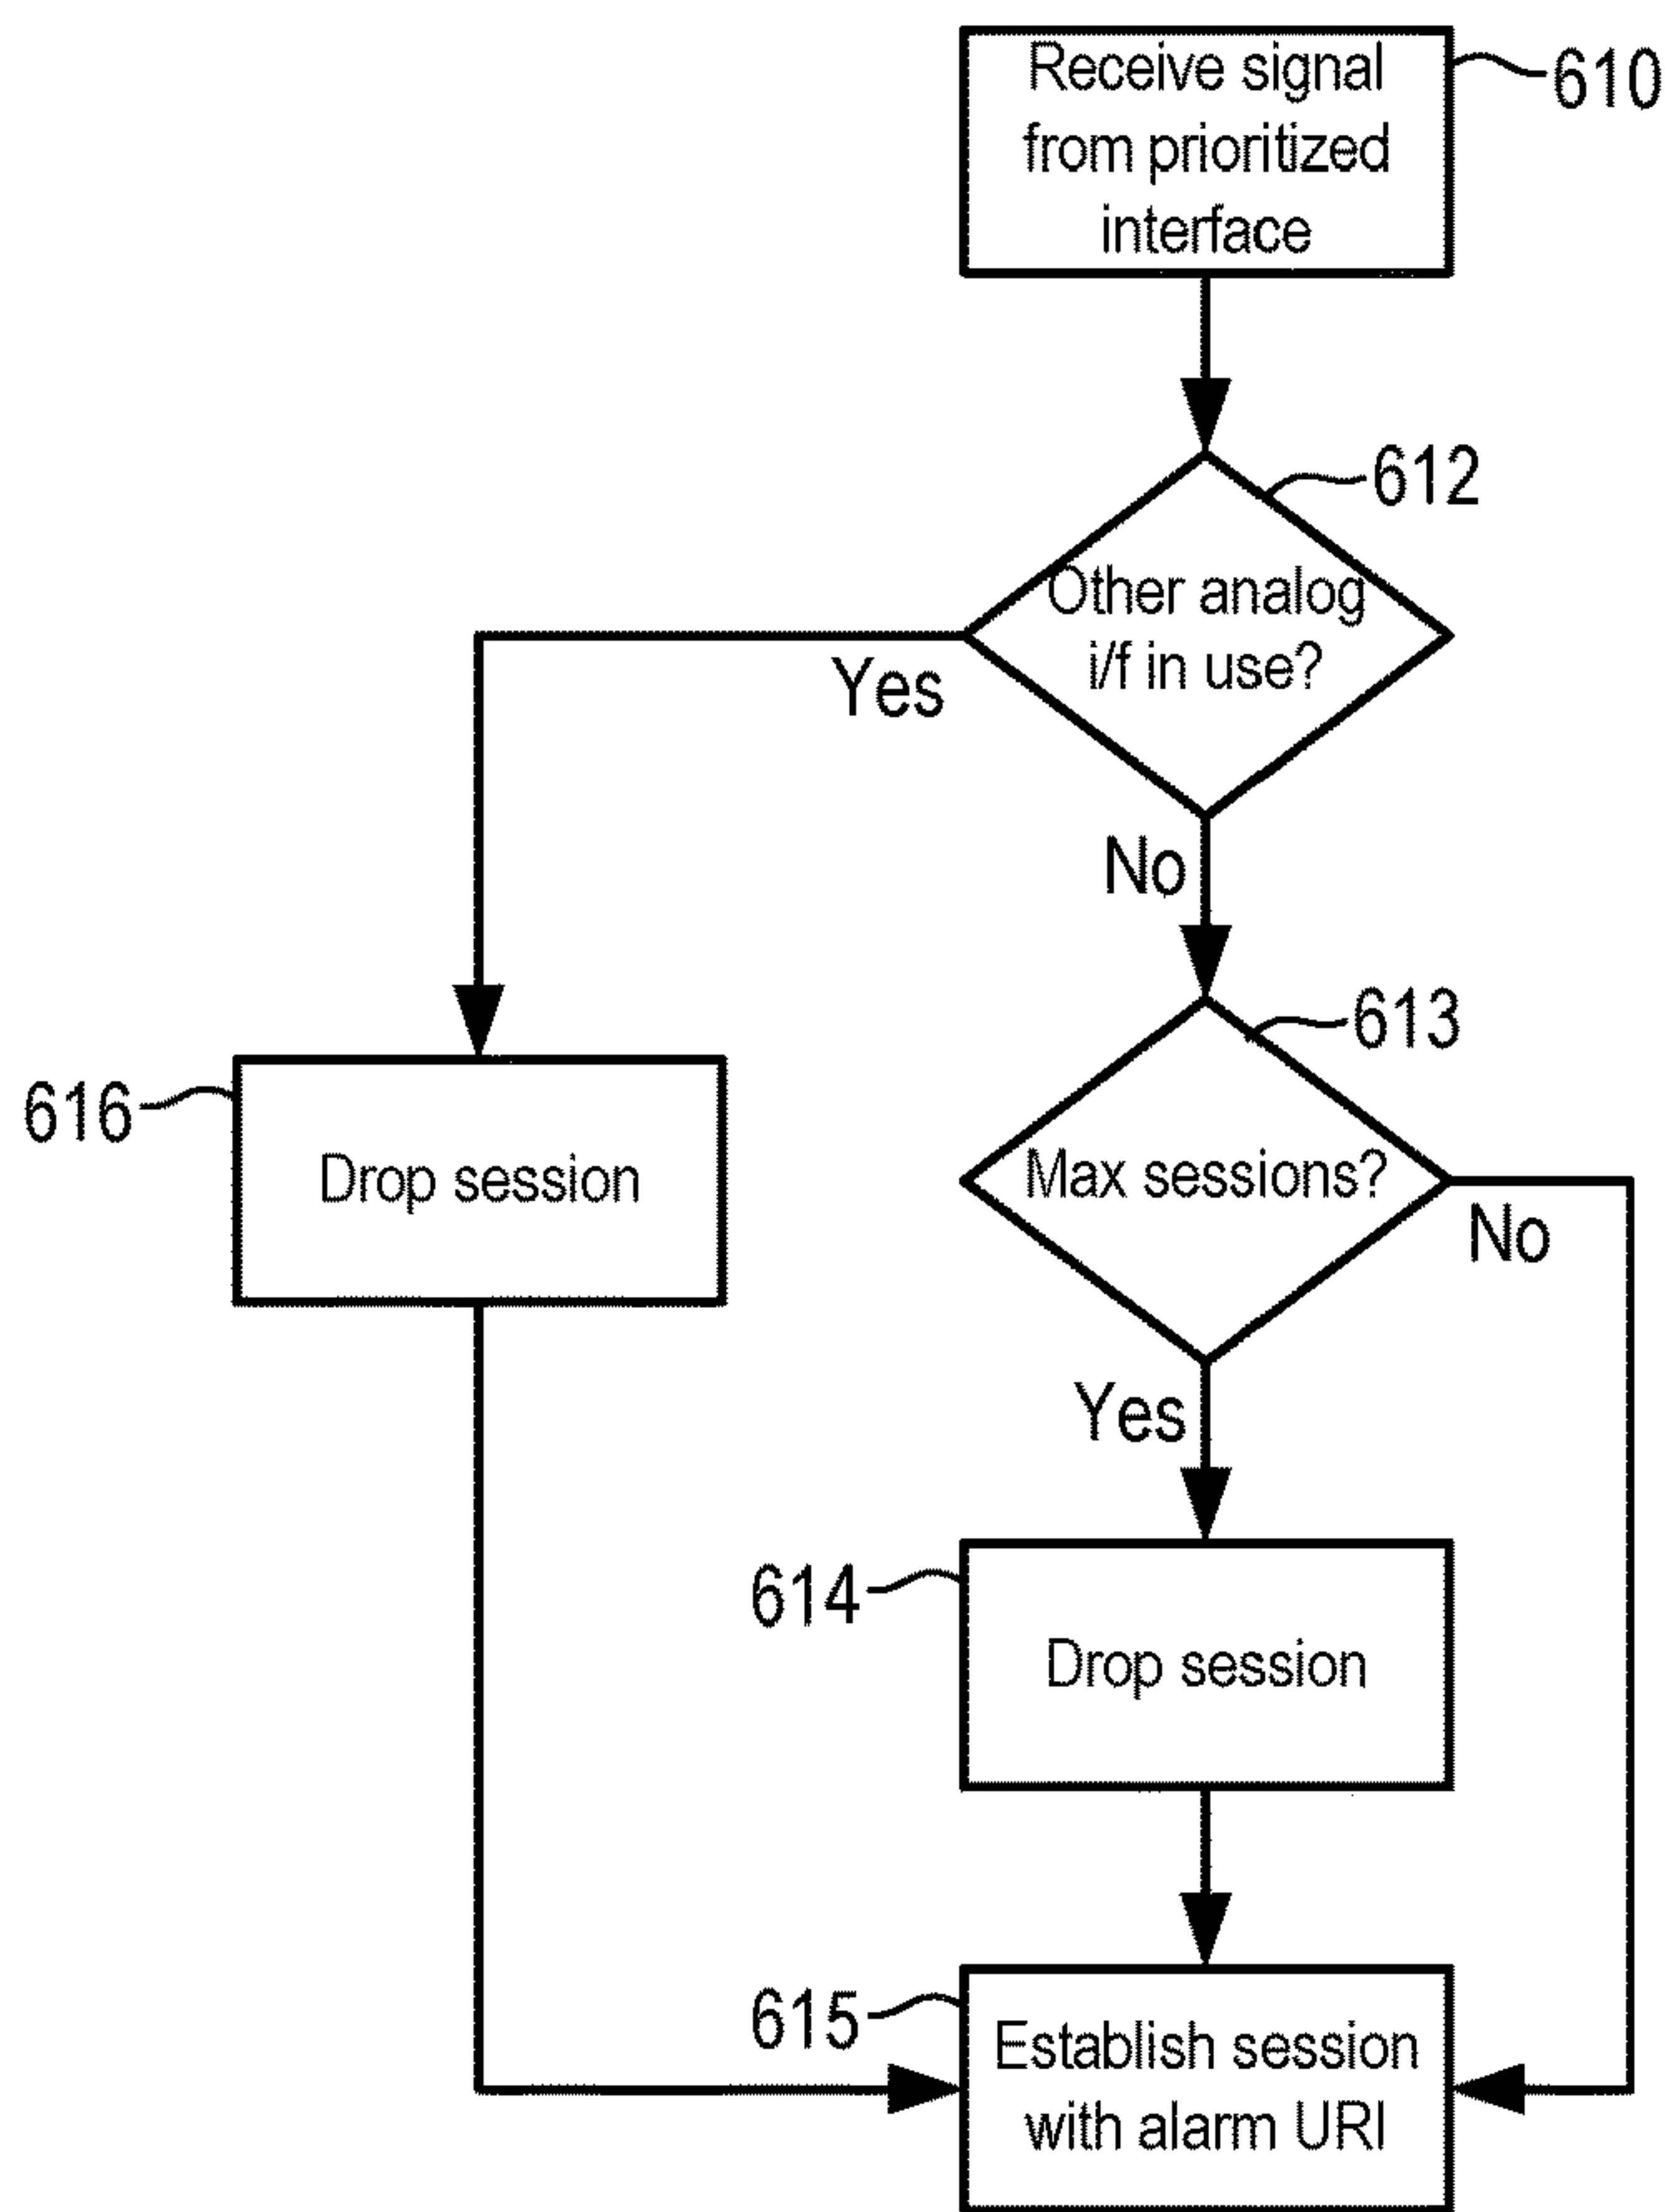 Receive signal
from prioritized
interface
610
612
Other analog
i/f in use?
Yes
No
613
616
Drop session
Max sessions?
No
Yes
614
Drop session
615
Establish session
with alarm URI